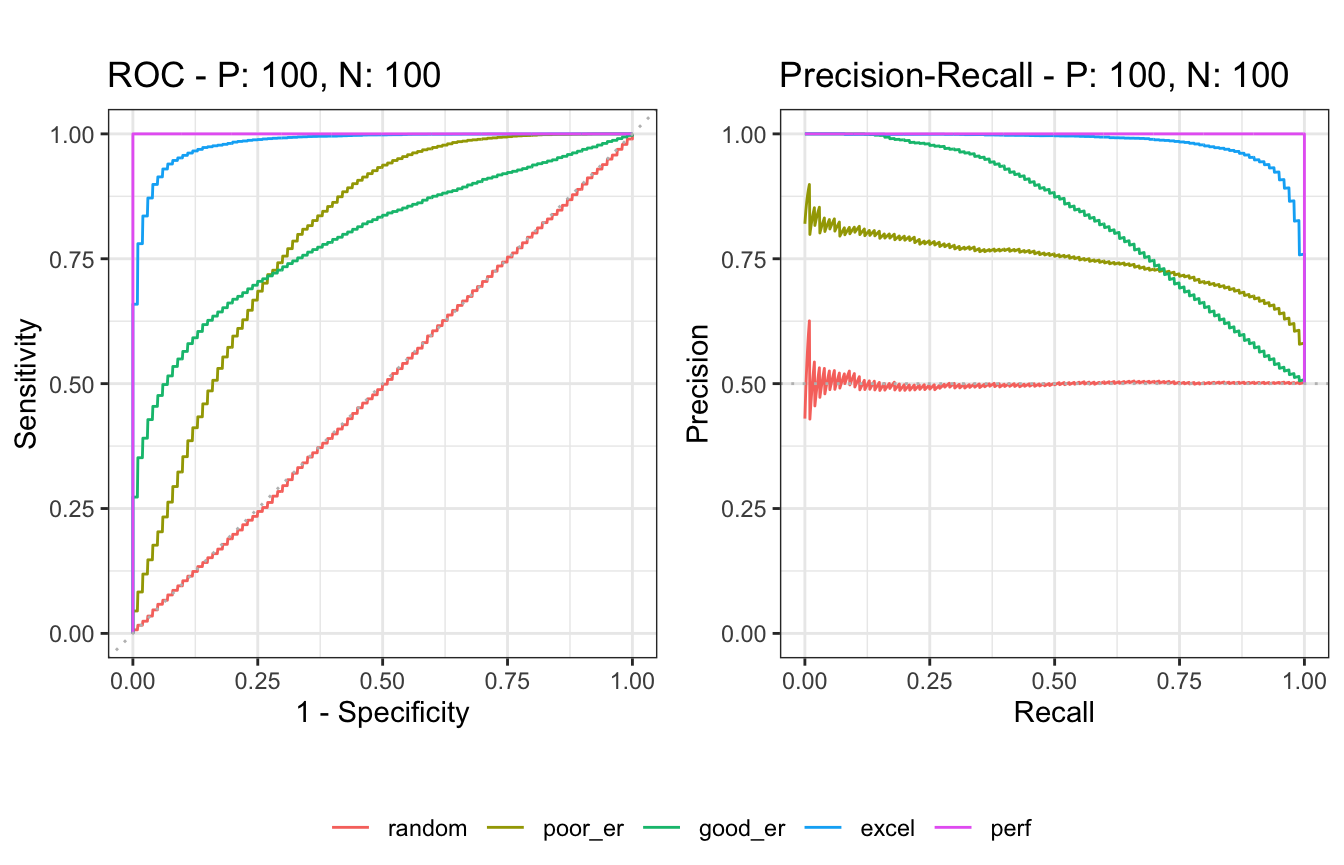 ROC - P: 100, N: 100
Sensitivity
1.00
0.75
0.50
0.25
0.00
0.00 0.25 0.50 0.75 1.00
1 - Specificity
Precision-Recall - P: 100, N: 100
Precision
1.00
0.75
0.50
0.25
0.00
0.00 0.25 0.50 0.75 1.00
Recall
random poor_er good_er excel perf